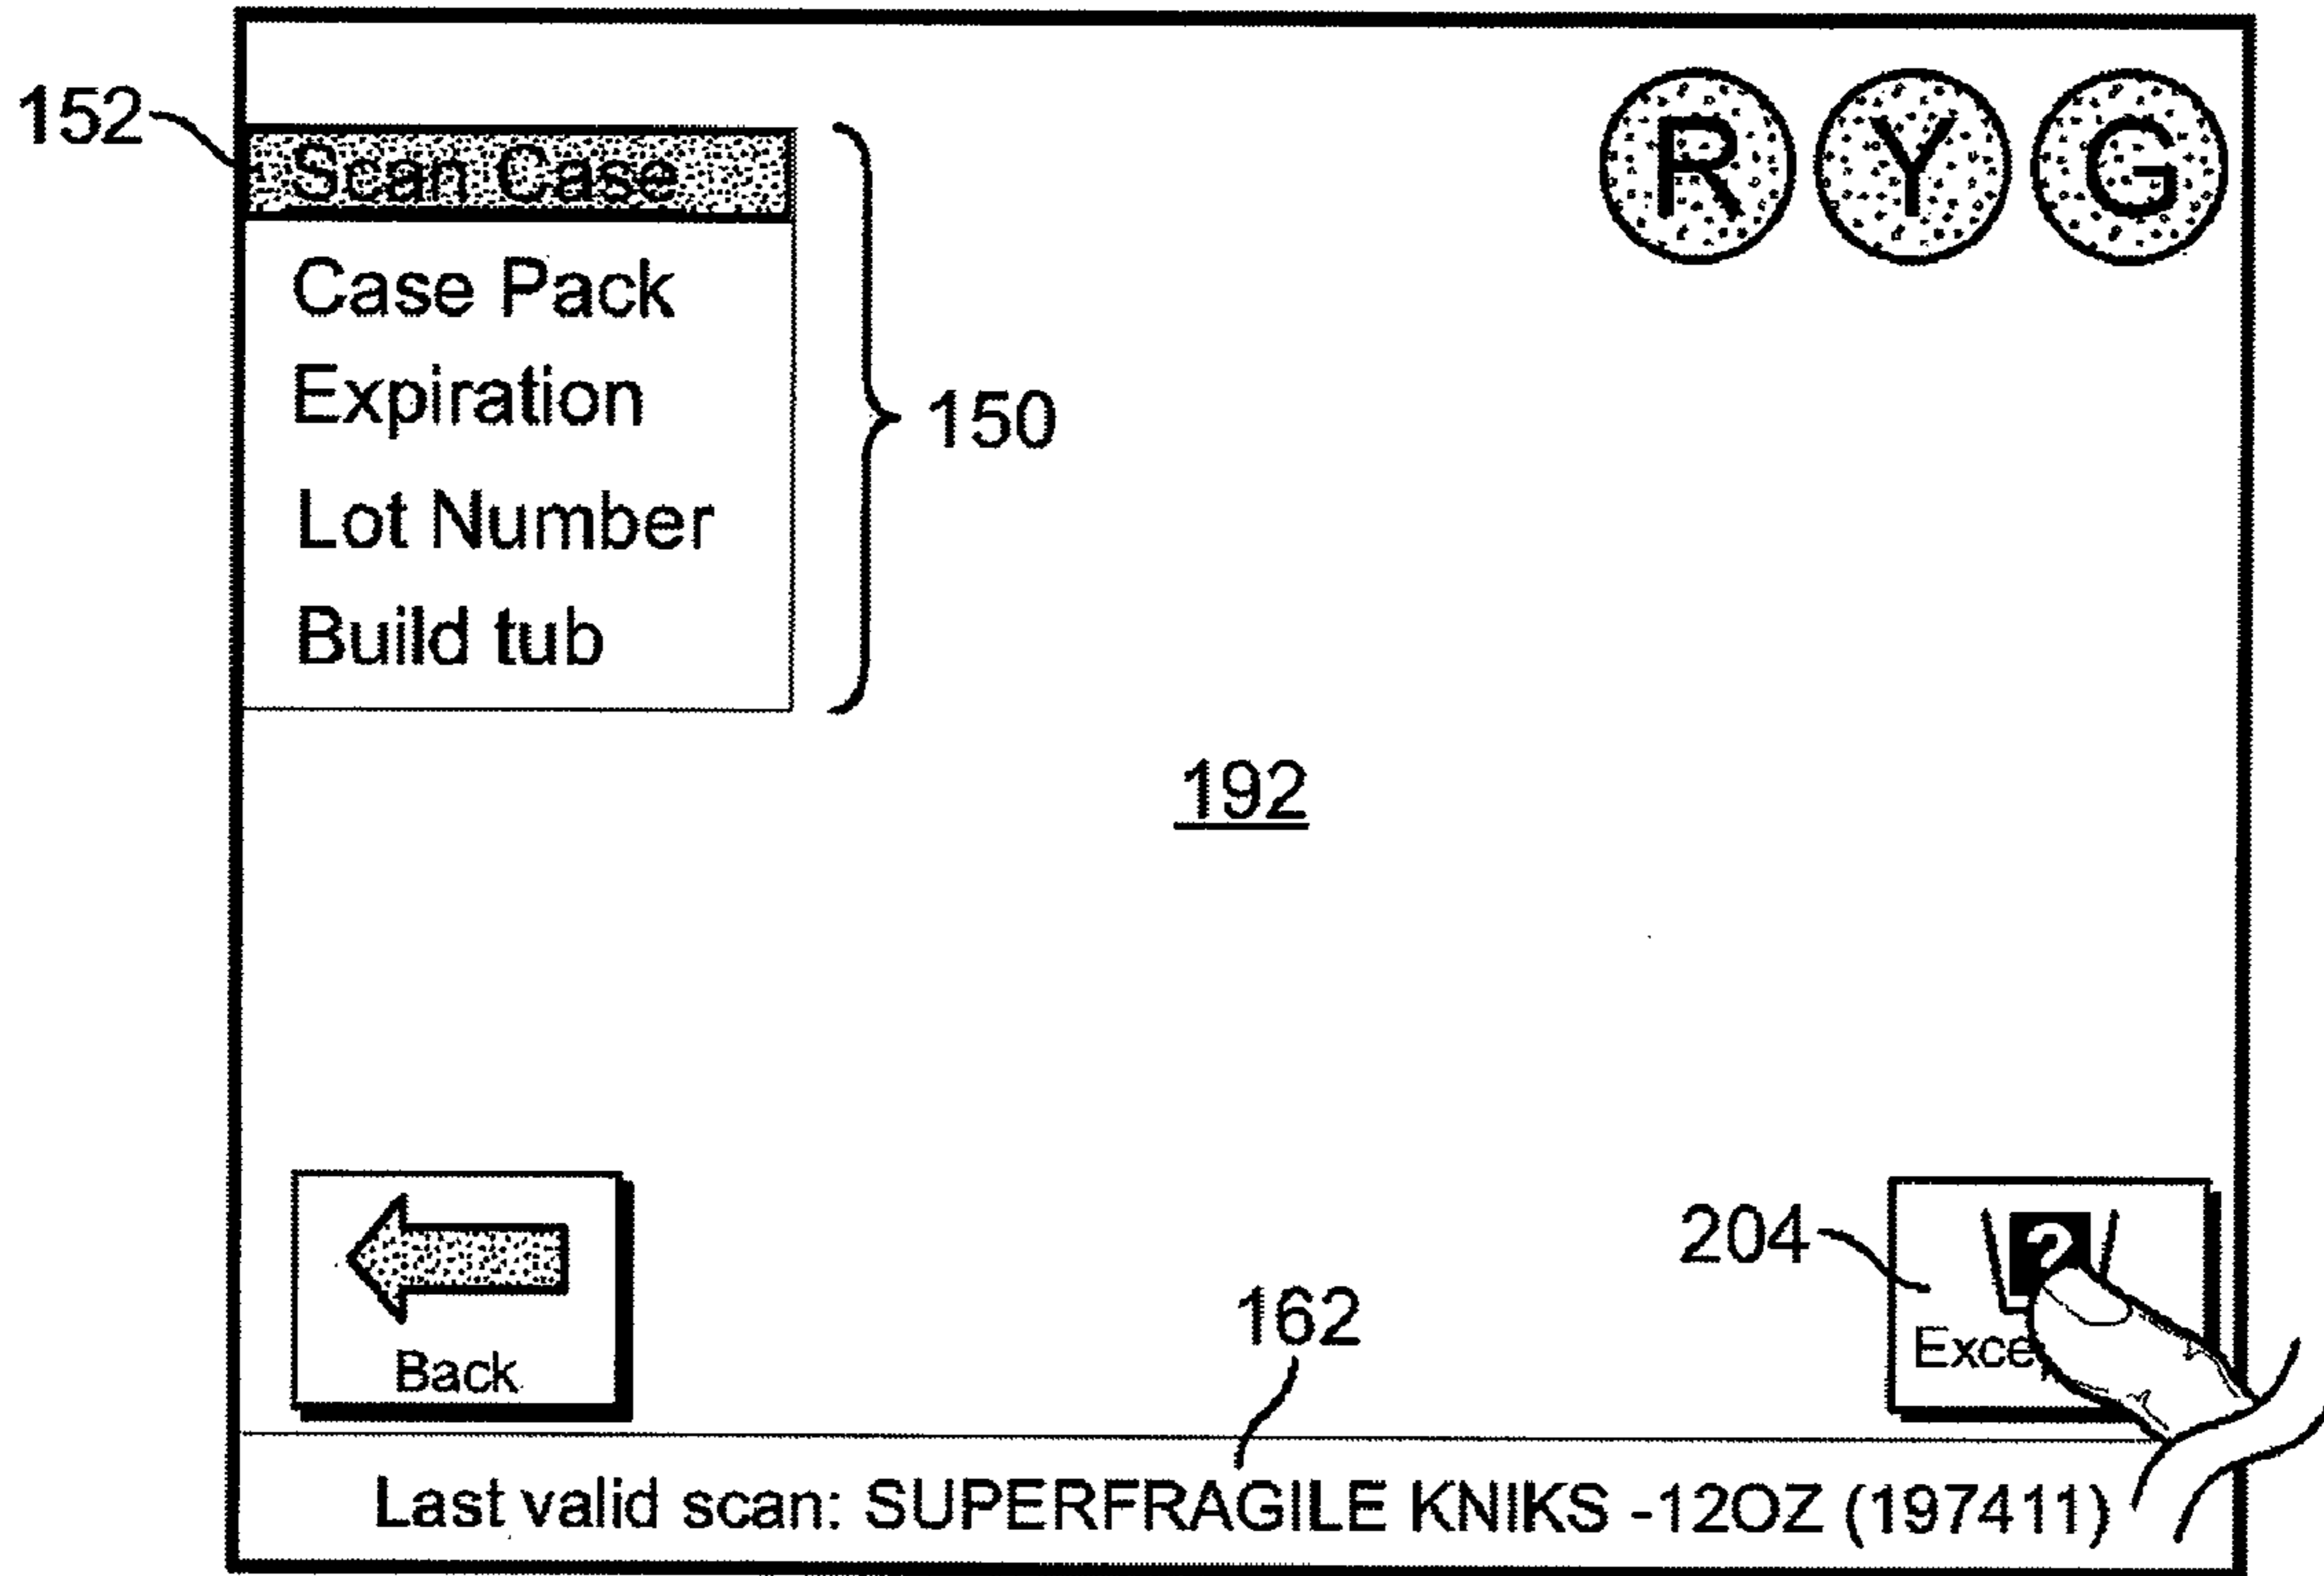 152
Scan Case
R Y G
Case Pack
Expiration
150
Lot Number
Build tub
192
204
?
162
Back
Last valid scan: SUPERFRAGILE KNIKS -12OZ (197411)